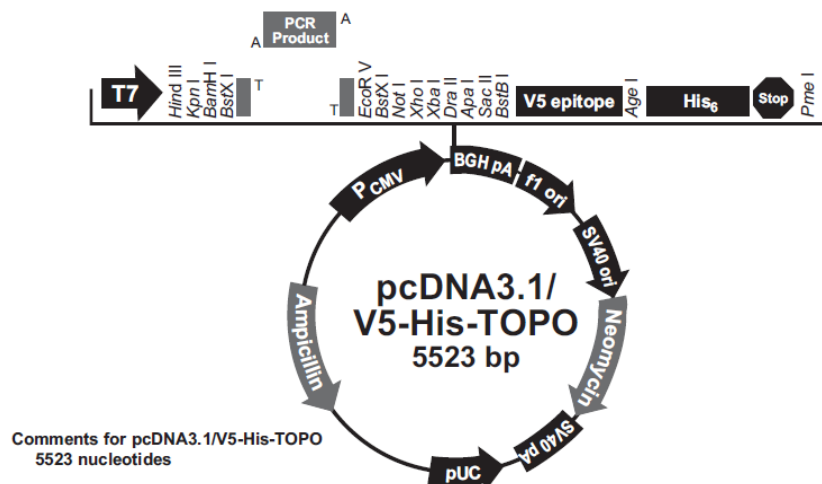 A
PCR
Product
A
T7
Hind III
Kpn I
BamH I
BstX I
T
T
EcoR V
BstX I
Not I
Xho I
Xba I
Dra II
Apa I
Sac II
BstB I
V5 epitope
Age I
His6
Stop
Pme I
PCMV
BGH pA
f1 ori
SV40 ori
Neomycin
SV40 pA
pUC
Ampicillin
pcDNA3.1/
V5-His-TOPO
5523 bp
Comments for pcDNA3.1/V5-His-TOPO
5523 nucleotides